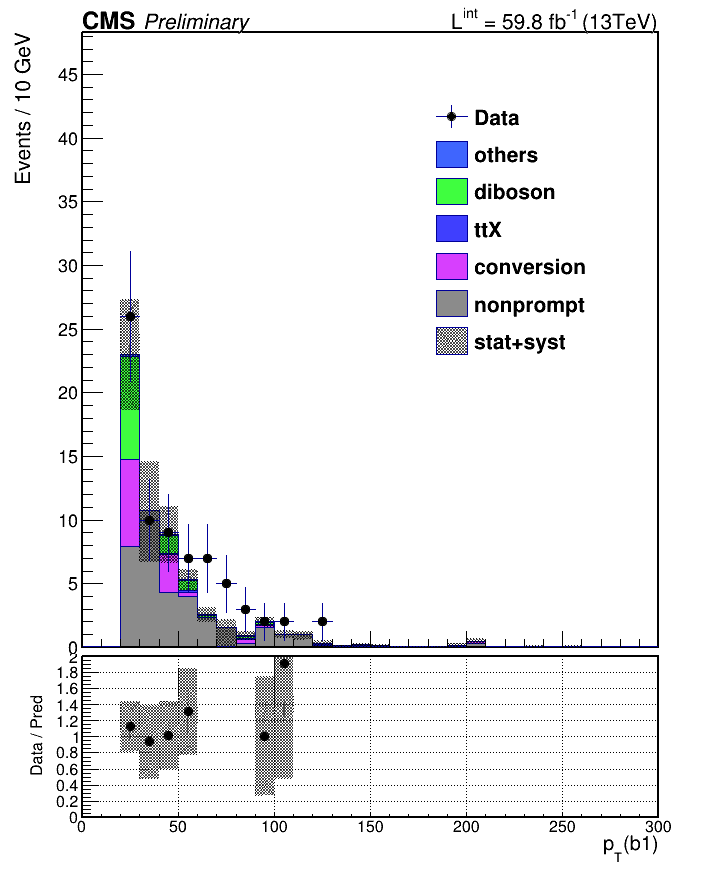 CMS Preliminary L^int = 59.8 fb^-1 (13TeV)
Events / 10 GeV
45
40
35
30
25
20
15
10
5
0
Data
others
diboson
ttX
conversion
nonprompt
stat+syst
Data / Pred
2
1.8
1.6
1.4
1.2
1
0.8
0.6
0.4
0.2
0
0 50 100 150 200 250 300
p_T(b1)